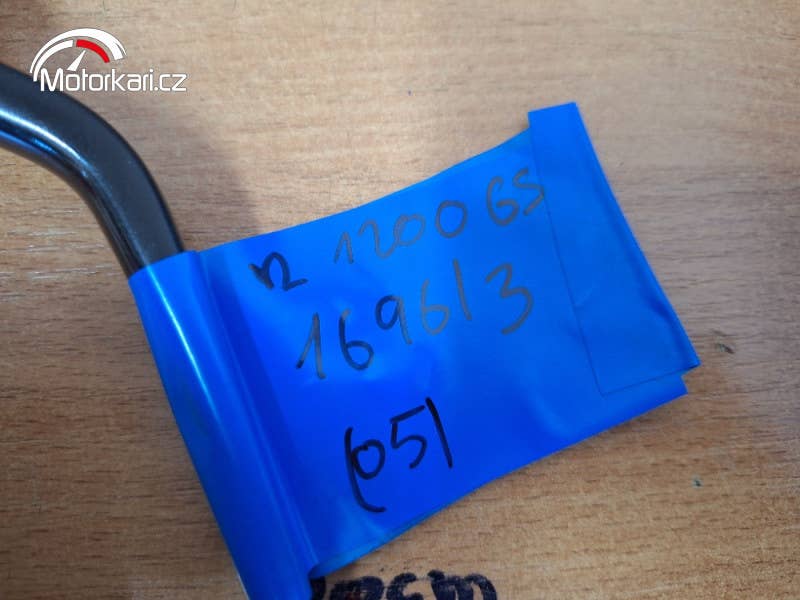 Motorkari.cz
R 1200 GS
169613
(05)